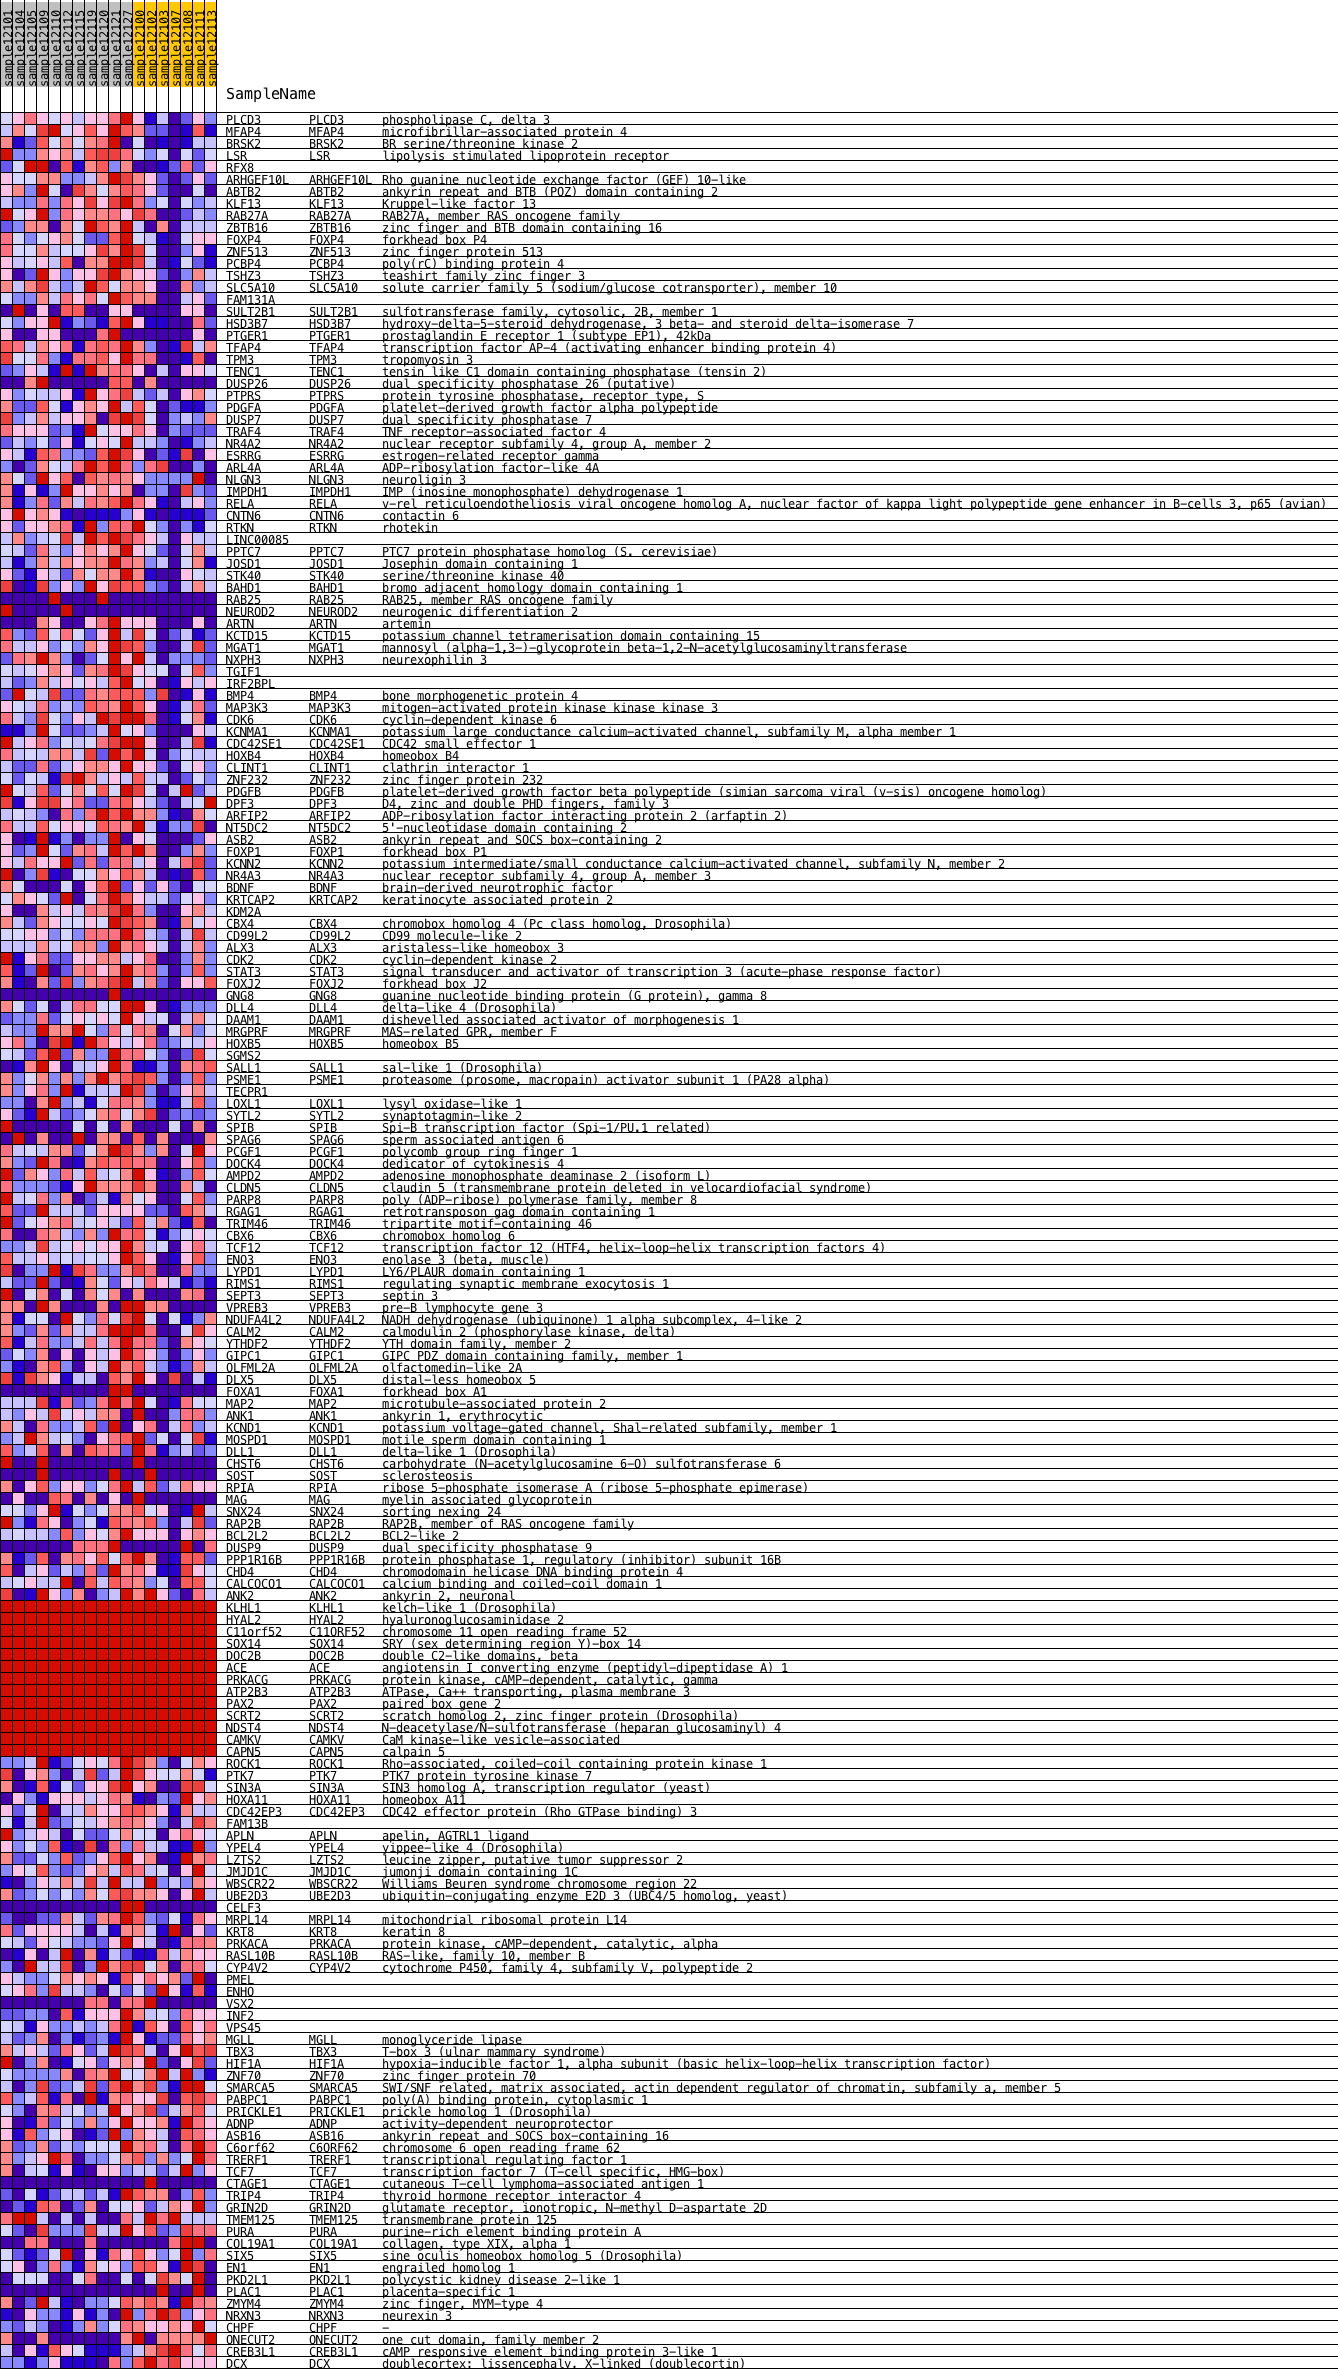 sample12101 sample12104 sample12105 sample12109 sample12110 sample12112 sample12115 sample12119 sample12120 sample12121 sample12127 sample12100 sample12102 sample12103 sample12107 sample12108 sample12111 sample12113
SampleName
PLCD3 PLCD3 phospholipase C, delta 3
MFAP4 MFAP4 microfibrillar-associated protein 4
BRSK2 BRSK2 BR serine/threonine kinase 2
LSR LSR lipolysis stimulated lipoprotein receptor
RFX8
ARHGEF10L ARHGEF10L Rho guanine nucleotide exchange factor (GEF) 10-like
ABTB2 ABTB2 ankyrin repeat and BTB (POZ) domain containing 2
KLF13 KLF13 Kruppel-like factor 13
RAB27A RAB27A RAB27A, member RAS oncogene family
ZBTB16 ZBTB16 zinc finger and BTB domain containing 16
FOXP4 FOXP4 forkhead box P4
ZNF513 ZNF513 zinc finger protein 513
PCBP4 PCBP4 poly(rC) binding protein 4
TSHZ3 TSHZ3 teashirt family zinc finger 3
SLC5A10 SLC5A10 solute carrier family 5 (sodium/glucose cotransporter), member 10
FAM131A
SULT2B1 SULT2B1 sulfotransferase family, cytosolic, 2B, member 1
HSD3B7 HSD3B7 hydroxy-delta-5-steroid dehydrogenase, 3 beta- and steroid delta-isomerase 7
PTGER1 PTGER1 prostaglandin E receptor 1 (subtype EP1), 42kDa
TFAP4 TFAP4 transcription factor AP-4 (activating enhancer binding protein 4)
TPM3 TPM3 tropomyosin 3
TENC1 TENC1 tensin like C1 domain containing phosphatase (tensin 2)
DUSP26 DUSP26 dual specificity phosphatase 26 (putative)
PTPRS PTPRS protein tyrosine phosphatase, receptor type, S
PDGFA PDGFA platelet-derived growth factor alpha polypeptide
DUSP7 DUSP7 dual specificity phosphatase 7
TRAF4 TRAF4 TNF receptor-associated factor 4
NR4A2 NR4A2 nuclear receptor subfamily 4, group A, member 2
ESRRG ESRRG estrogen-related receptor gamma
ARL4A ARL4A ADP-ribosylation factor-like 4A
NLGN3 NLGN3 neuroligin 3
IMPDH1 IMPDH1 IMP (inosine monophosphate) dehydrogenase 1
RELA RELA v-rel reticuloendotheliosis viral oncogene homolog A, nuclear factor of kappa light polypeptide gene enhancer in B-cells 3, p65 (avian)
CNTN6 CNTN6 contactin 6
RTKN RTKN rhotekin
LINC00085
PPTC7 PPTC7 PTC7 protein phosphatase homolog (S. cerevisiae)
JOSD1 JOSD1 Josephin domain containing 1
STK40 STK40 serine/threonine kinase 40
BAHD1 BAHD1 bromo adjacent homology domain containing 1
RAB25 RAB25 RAB25, member RAS oncogene family
NEUROD2 NEUROD2 neurogenic differentiation 2
ARTN ARTN artemin
KCTD15 KCTD15 potassium channel tetramerisation domain containing 15
MGAT1 MGAT1 mannosyl (alpha-1,3-)-glycoprotein beta-1,2-N-acetylglucosaminyltransferase
NXPH3 NXPH3 neurexophilin 3
TGIF1
IRF2BPL
BMP4 BMP4 bone morphogenetic protein 4
MAP3K3 MAP3K3 mitogen-activated protein kinase kinase kinase 3
CDK6 CDK6 cyclin-dependent kinase 6
KCNMA1 KCNMA1 potassium large conductance calcium-activated channel, subfamily M, alpha member 1
CDC42SE1 CDC42SE1 CDC42 small effector 1
HOXB4 HOXB4 homeobox B4
CLINT1 CLINT1 clathrin interactor 1
ZNF232 ZNF232 zinc finger protein 232
PDGFB PDGFB platelet-derived growth factor beta polypeptide (simian sarcoma viral (v-sis) oncogene homolog)
DPF3 DPF3 D4, zinc and double PHD fingers, family 3
ARFIP2 ARFIP2 ADP-ribosylation factor interacting protein 2 (arfaptin 2)
NT5DC2 NT5DC2 5'-nucleotidase domain containing 2
ASB2 ASB2 ankyrin repeat and SOCS box-containing 2
FOXP1 FOXP1 forkhead box P1
KCNN2 KCNN2 potassium intermediate/small conductance calcium-activated channel, subfamily N, member 2
NR4A3 NR4A3 nuclear receptor subfamily 4, group A, member 3
BDNF BDNF brain-derived neurotrophic factor
KRTCAP2 KRTCAP2 keratinocyte associated protein 2
KDM2A
CBX4 CBX4 chromobox homolog 4 (Pc class homolog, Drosophila)
CD99L2 CD99L2 CD99 molecule-like 2
ALX3 ALX3 aristaless-like homeobox 3
CDK2 CDK2 cyclin-dependent kinase 2
STAT3 STAT3 signal transducer and activator of transcription 3 (acute-phase response factor)
FOXJ2 FOXJ2 forkhead box J2
GNG8 GNG8 guanine nucleotide binding protein (G protein), gamma 8
DLL4 DLL4 delta-like 4 (Drosophila)
DAAM1 DAAM1 dishevelled associated activator of morphogenesis 1
MRGPRF MRGPRF MAS-related GPR, member F
HOXB5 HOXB5 homeobox B5
SGMS2
SALL1 SALL1 sal-like 1 (Drosophila)
PSME1 PSME1 proteasome (prosome, macropain) activator subunit 1 (PA28 alpha)
TECPR1
LOXL1 LOXL1 lysyl oxidase-like 1
SYTL2 SYTL2 synaptotagmin-like 2
SPIB SPIB Spi-B transcription factor (Spi-1/PU.1 related)
SPAG6 SPAG6 sperm associated antigen 6
PCGF1 PCGF1 polycomb group ring finger 1
DOCK4 DOCK4 dedicator of cytokinesis 4
AMPD2 AMPD2 adenosine monophosphate deaminase 2 (isoform L)
CLDN5 CLDN5 claudin 5 (transmembrane protein deleted in velocardiofacial syndrome)
PARP8 PARP8 poly (ADP-ribose) polymerase family, member 8
RGAG1 RGAG1 retrotransposon gag domain containing 1
TRIM46 TRIM46 tripartite motif-containing 46
CBX6 CBX6 chromobox homolog 6
TCF12 TCF12 transcription factor 12 (HTF4, helix-loop-helix transcription factors 4)
ENO3 ENO3 enolase 3 (beta, muscle)
LYPD1 LYPD1 LY6/PLAUR domain containing 1
RIMS1 RIMS1 regulating synaptic membrane exocytosis 1
SEPT3 SEPT3 septin 3
VPREB3 VPREB3 pre-B lymphocyte gene 3
NDUFA4L2 NDUFA4L2 NADH dehydrogenase (ubiquinone) 1 alpha subcomplex, 4-like 2
CALM2 CALM2 calmodulin 2 (phosphorylase kinase, delta)
YTHDF2 YTHDF2 YTH domain family, member 2
GIPC1 GIPC1 GIPC PDZ domain containing family, member 1
OLFML2A OLFML2A olfactomedin-like 2A
DLX5 DLX5 distal-less homeobox 5
FOXA1 FOXA1 forkhead box A1
MAP2 MAP2 microtubule-associated protein 2
ANK1 ANK1 ankyrin 1, erythrocytic
KCND1 KCND1 potassium voltage-gated channel, Shal-related subfamily, member 1
MOSPD1 MOSPD1 motile sperm domain containing 1
DLL1 DLL1 delta-like 1 (Drosophila)
CHST6 CHST6 carbohydrate (N-acetylglucosamine 6-O) sulfotransferase 6
SOST SOST sclerosteosis
RPIA RPIA ribose 5-phosphate isomerase A (ribose 5-phosphate epimerase)
MAG MAG myelin associated glycoprotein
SNX24 SNX24 sorting nexing 24
RAP2B RAP2B RAP2B, member of RAS oncogene family
BCL2L2 BCL2L2 BCL2-like 2
DUSP9 DUSP9 dual specificity phosphatase 9
PPP1R16B PPP1R16B protein phosphatase 1, regulatory (inhibitor) subunit 16B
CHD4 CHD4 chromodomain helicase DNA binding protein 4
CALCOCO1 CALCOCO1 calcium binding and coiled-coil domain 1
ANK2 ANK2 ankyrin 2, neuronal
KLHL1 KLHL1 kelch-like 1 (Drosophila)
HYAL2 HYAL2 hyaluronoglucosaminidase 2
C11orf52 C11ORF52 chromosome 11 open reading frame 52
SOX14 SOX14 SRY (sex determining region Y)-box 14
DOC2B DOC2B double C2-like domains, beta
ACE ACE angiotensin I converting enzyme (peptidyl-dipeptidase A) 1
PRKACG PRKACG protein kinase, cAMP-dependent, catalytic, gamma
ATP2B3 ATP2B3 ATPase, Ca++ transporting, plasma membrane 3
PAX2 PAX2 paired box gene 2
SCRT2 SCRT2 scratch homolog 2, zinc finger protein (Drosophila)
NDST4 NDST4 N-deacetylase/N-sulfotransferase (heparan glucosaminyl) 4
CAMKV CAMKV CaM kinase-like vesicle-associated
CAPN5 CAPN5 calpain 5
ROCK1 ROCK1 Rho-associated, coiled-coil containing protein kinase 1
PTK7 PTK7 PTK7 protein tyrosine kinase 7
SIN3A SIN3A SIN3 homolog A, transcription regulator (yeast)
HOXA11 HOXA11 homeobox A11
CDC42EP3 CDC42EP3 CDC42 effector protein (Rho GTPase binding) 3
FAM13B
APLN APLN apelin, AGTRL1 ligand
YPEL4 YPEL4 yippee-like 4 (Drosophila)
LZTS2 LZTS2 leucine zipper, putative tumor suppressor 2
JMJD1C JMJD1C jumonji domain containing 1C
WBSCR22 WBSCR22 Williams Beuren syndrome chromosome region 22
UBE2D3 UBE2D3 ubiquitin-conjugating enzyme E2D 3 (UBC4/5 homolog, yeast)
CELF3
MRPL14 MRPL14 mitochondrial ribosomal protein L14
KRT8 KRT8 keratin 8
PRKACA PRKACA protein kinase, cAMP-dependent, catalytic, alpha
RASL10B RASL10B RAS-like, family 10, member B
CYP4V2 CYP4V2 cytochrome P450, family 4, subfamily V, polypeptide 2
PMEL
ENHO
VSX2
INF2
VPS45
MGLL MGLL monoglyceride lipase
TBX3 TBX3 T-box 3 (ulnar mammary syndrome)
HIF1A HIF1A hypoxia-inducible factor 1, alpha subunit (basic helix-loop-helix transcription factor)
ZNF70 ZNF70 zinc finger protein 70
SMARCA5 SMARCA5 SWI/SNF related, matrix associated, actin dependent regulator of chromatin, subfamily a, member 5
PABPC1 PABPC1 poly(A) binding protein, cytoplasmic 1
PRICKLE1 PRICKLE1 prickle homolog 1 (Drosophila)
ADNP ADNP activity-dependent neuroprotector
ASB16 ASB16 ankyrin repeat and SOCS box-containing 16
C6orf62 C6ORF62 chromosome 6 open reading frame 62
TRERF1 TRERF1 transcriptional regulating factor 1
TCF7 TCF7 transcription factor 7 (T-cell specific, HMG-box)
CTAGE1 CTAGE1 cutaneous T-cell lymphoma-associated antigen 1
TRIP4 TRIP4 thyroid hormone receptor interactor 4
GRIN2D GRIN2D glutamate receptor, ionotropic, N-methyl D-aspartate 2D
TMEM125 TMEM125 transmembrane protein 125
PURA PURA purine-rich element binding protein A
COL19A1 COL19A1 collagen, type XIX, alpha 1
SIX5 SIX5 sine oculis homeobox homolog 5 (Drosophila)
EN1 EN1 engrailed homolog 1
PKD2L1 PKD2L1 polycystic kidney disease 2-like 1
PLAC1 PLAC1 placenta-specific 1
ZMYM4 ZMYM4 zinc finger, MYM-type 4
NRXN3 NRXN3 neurexin 3
CHPF CHPF -
ONECUT2 ONECUT2 one cut domain, family member 2
CREB3L1 CREB3L1 cAMP responsive element binding protein 3-like 1
DCX DCX doublecortex; lissencephaly, X-linked (doublecortin)